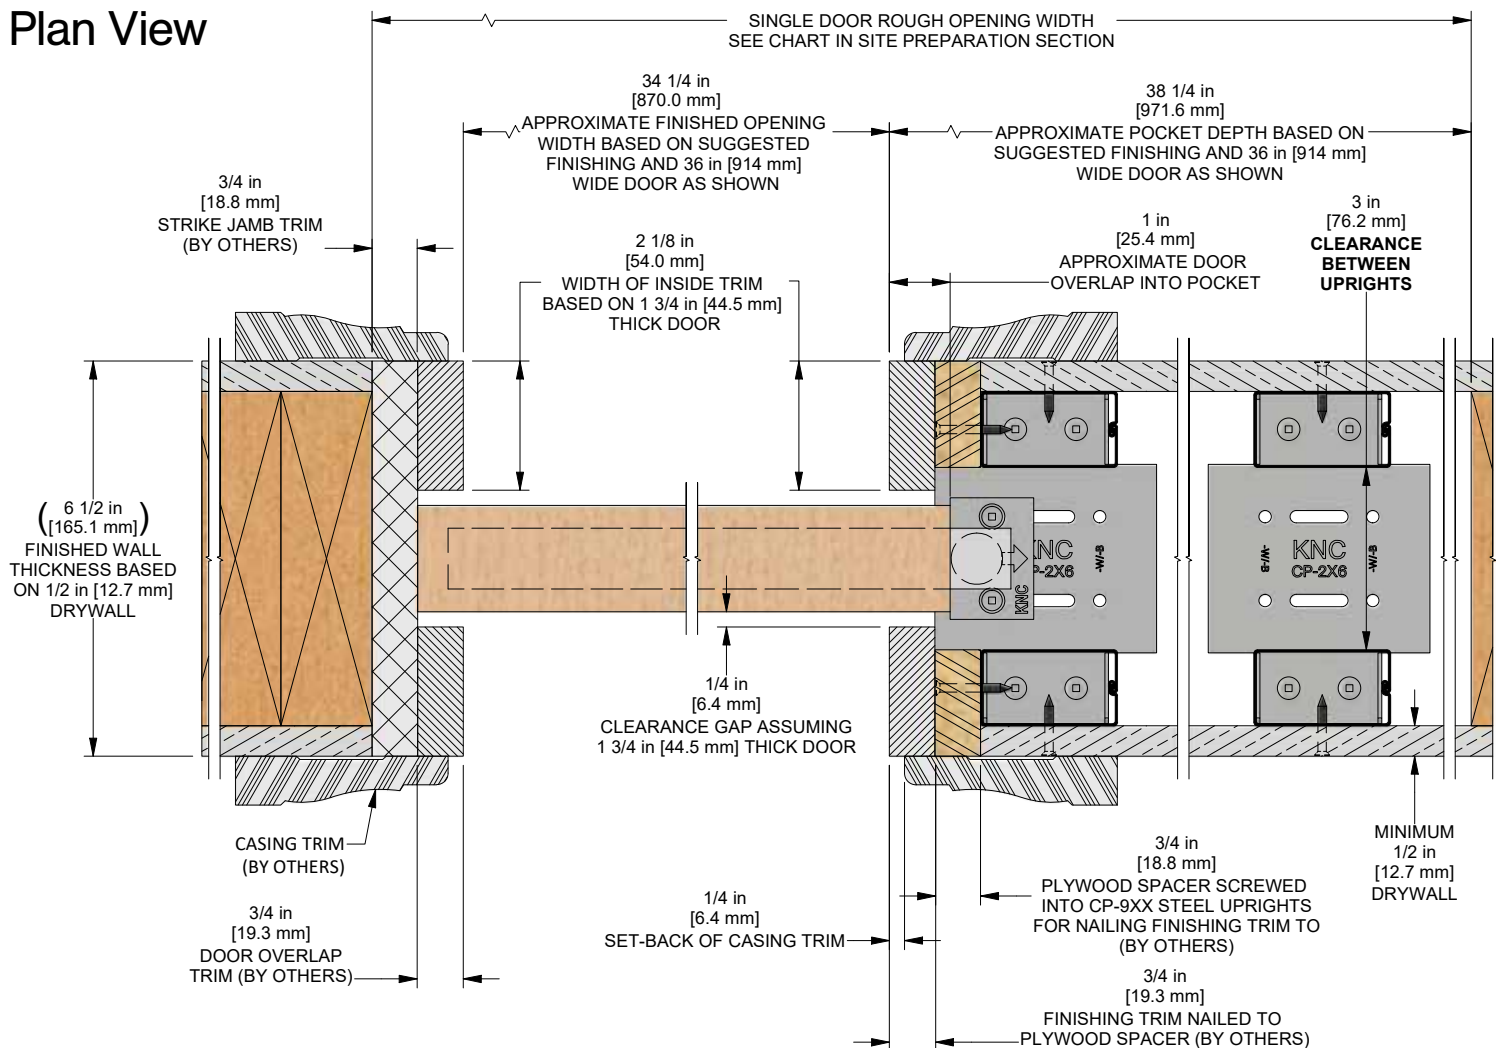 Plan View
SINGLE DOOR ROUGH OPENING WIDTH
SEE CHART IN SITE PREPARATION SECTION
34 1/4 in
[870.0 mm]
APPROXIMATE FINISHED OPENING
WIDTH BASED ON SUGGESTED
FINISHING AND 36 in [914 mm]
WIDE DOOR AS SHOWN
38 1/4 in
[971.6 mm]
APPROXIMATE POCKET DEPTH BASED ON
SUGGESTED FINISHING AND 36 in [914 mm]
WIDE DOOR AS SHOWN
3/4 in
[18.8 mm]
STRIKE JAMB TRIM
(BY OTHERS)
2 1/8 in
[54.0 mm]
WIDTH OF INSIDE TRIM
BASED ON 1 3/4 in [44.5 mm]
THICK DOOR
1 in
[25.4 mm]
APPROXIMATE DOOR
OVERLAP INTO POCKET
3 in
[76.2 mm]
CLEARANCE
BETWEEN
UPRIGHTS
(6 1/2 in
[165.1 mm])
FINISHED WALL
THICKNESS BASED
ON 1/2 in [12.7 mm]
DRYWALL
KNC
KNC
P-2X6
-W/-B
-W/-B
KNC
CP-2X6
-W/-B
1/4 in
[6.4 mm]
CLEARANCE GAP ASSUMING
1 3/4 in [44.5 mm] THICK DOOR
CASING TRIM
(BY OTHERS)
3/4 in
[19.3 mm]
DOOR OVERLAP
TRIM (BY OTHERS)
1/4 in
[6.4 mm]
SET-BACK OF CASING TRIM
3/4 in
[18.8 mm]
PLYWOOD SPACER SCREWED
INTO CP-9XX STEEL UPRIGHTS
FOR NAILING FINISHING TRIM TO
(BY OTHERS)
MINIMUM
1/2 in
[12.7 mm]
DRYWALL
3/4 in
[19.3 mm]
FINISHING TRIM NAILED TO
PLYWOOD SPACER (BY OTHERS)